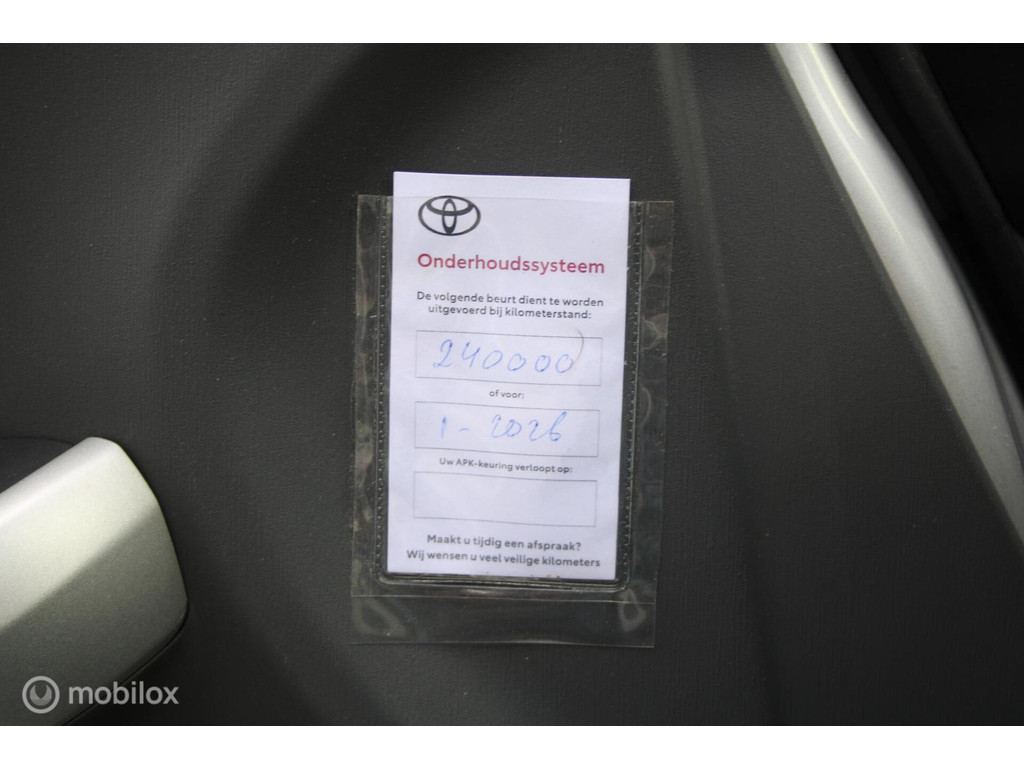 Onderhoudssysteem
De volgende beurt dient te worden
uitgevoerd bij kilometerstand:
240000
of voor:
1-2026
Uw APK-keuring verloopt op:
Maakt u tijdig een afspraak?
Wij wensen u veel veilige kilometers
mobilox